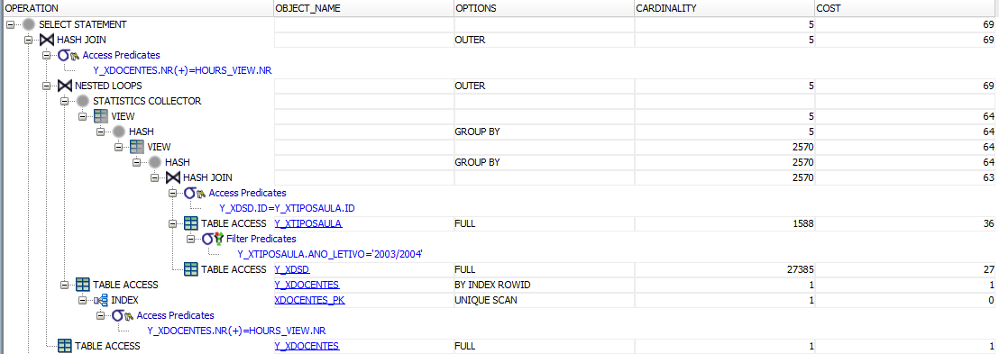 OPERATION OBJECT_NAME OPTIONS CARDINALITY COST
SELECT STATEMENT 5 69
HASH JOIN OUTER 5 69
Access Predicates
Y_XDOCENTES.NR(+)=HOURS_VIEW.NR
NESTED LOOPS OUTER 5 69
STATISTICS COLLECTOR
VIEW 5 64
HASH GROUP BY 5 64
VIEW 2570 64
HASH GROUP BY 2570 64
HASH JOIN 2570 63
Access Predicates
Y_XDSD.ID=Y_XTIPOSAULA.ID
TABLE ACCESS Y_XTIPOSAULA FULL 1588 36
Filter Predicates
Y_XTIPOSAULA.ANO_LETIVO='2003/2004'
TABLE ACCESS Y_XDSD FULL 27385 27
TABLE ACCESS Y_XDOCENTES BY INDEX ROWID 1 1
INDEX XDOCENTES_PK UNIQUE SCAN 1 0
Access Predicates
Y_XDOCENTES.NR(+)=HOURS_VIEW.NR
TABLE ACCESS Y_XDOCENTES FULL 1 1